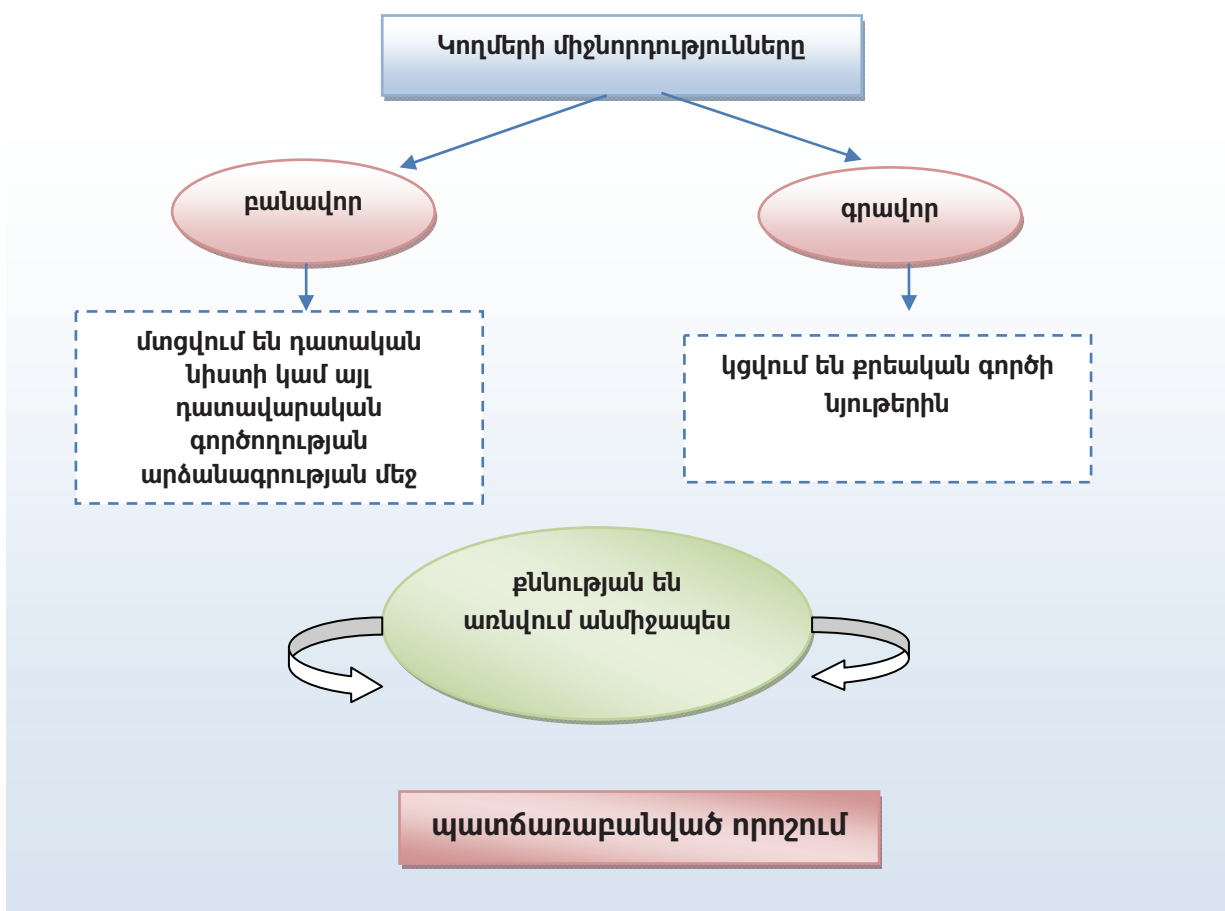 Կողմերի միջնորդությունները
բանավոր
գրավոր
մտցվում են դատական
նիստի կամ այլ
դատավարական
գործողության
արձանագրության մեջ
կցվում են քրեական գործի
նյութերին
քննության են
առնվում անմիջապես
պատճառաբանված որոշում